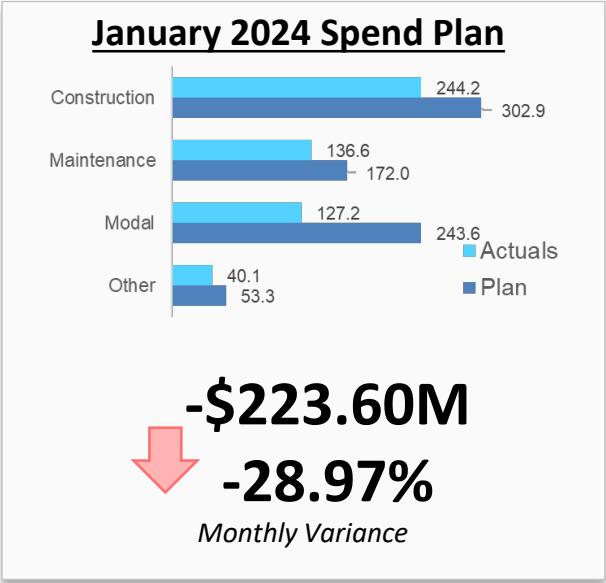 January 2024 Spend Plan
Construction
244.2
302.9
Maintenance
136.6
172.0
Modal
127.2
243.6
Actuals
Other
40.1
53.3
Plan
-$223.60M
-28.97%
Monthly Variance